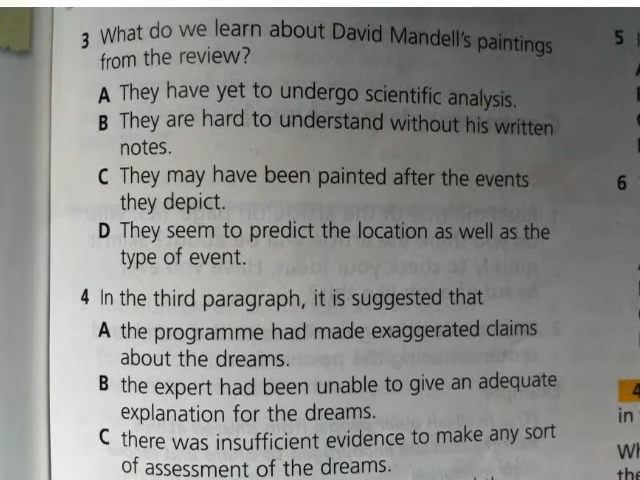 3 What do we learn about David Mandell's paintings
from the review?
A They have yet to undergo scientific analysis.
B They are hard to understand without his written
notes.
C They may have been painted after the events
they depict.
D They seem to predict the location as well as the
type of event.
4 In the third paragraph, it is suggested that
A the programme had made exaggerated claims
about the dreams.
B the expert had been unable to give an adequate
explanation for the dreams.
C there was insufficient evidence to make any sort
of assessment of the dreams.
5
6
4
in
Wh
the